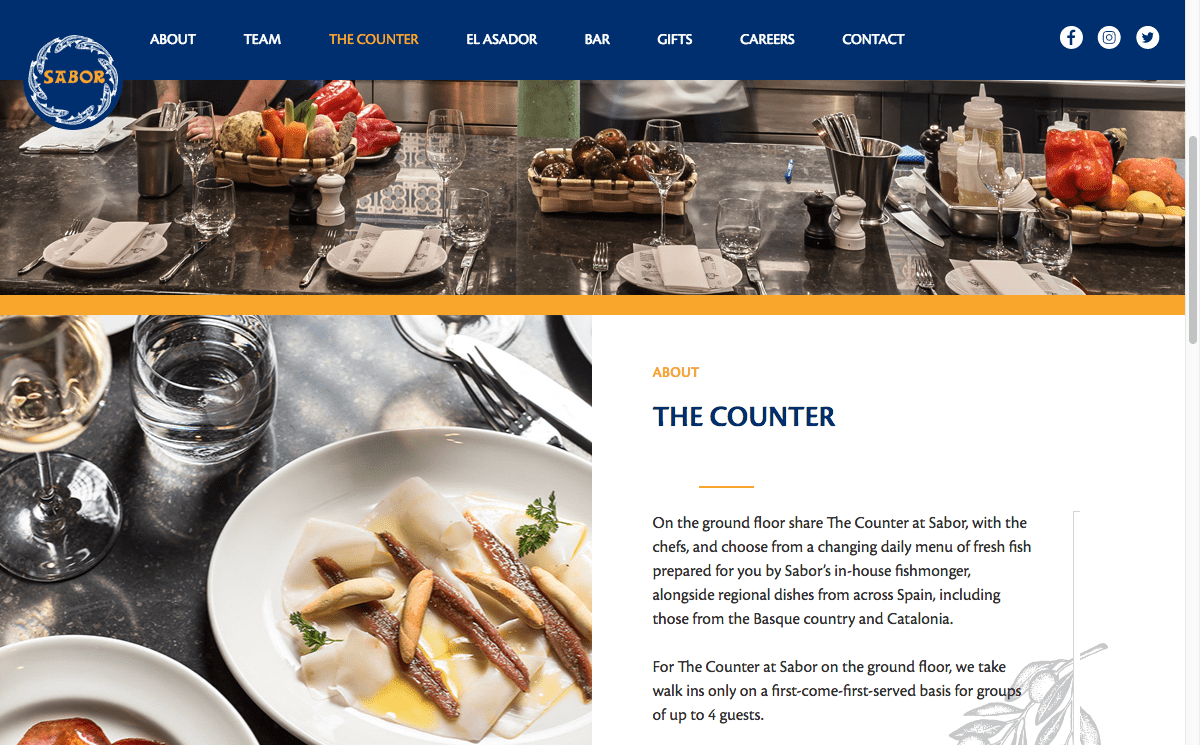 SABOR
ABOUT
TEAM
THE COUNTER
EL ASADOR
BAR
GIFTS
CAREERS
CONTACT
ABOUT
THE COUNTER
On the ground floor share The Counter at Sabor, with the
chefs, and choose from a changing daily menu of fresh fish
prepared for you by Sabor’s in-house fishmonger,
alongside regional dishes from across Spain, including
those from the Basque country and Catalonia.
For The Counter at Sabor on the ground floor, we take
walk ins only on a first-come-first-served basis for groups
of up to 4 guests.